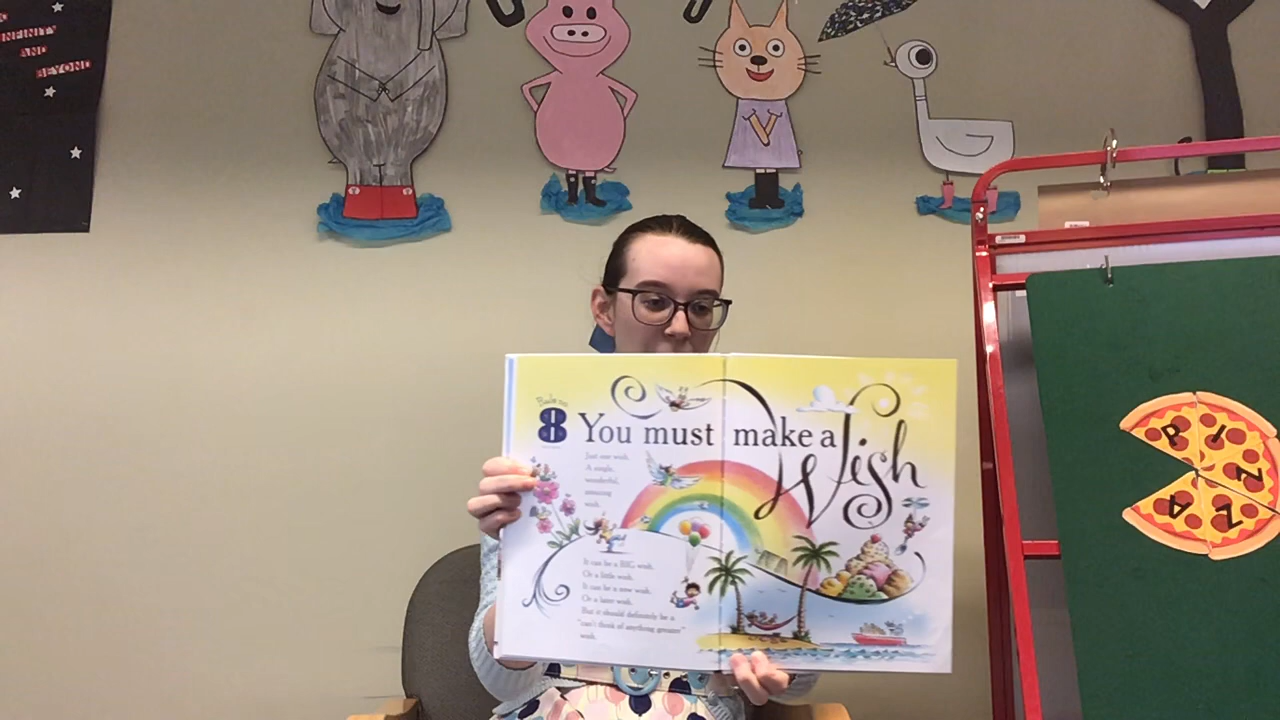 INFINITY
AND
BEYOND
Rule no.
8
You must make a Wish
Just one wish.
A single,
wonderful,
amazing
wish.
It can be a BIG wish.
Or a little wish.
It can be a now wish.
Or a later wish.
But it should definitely be a
"can't think of anything greater"
wish.
P I
Z
A Z